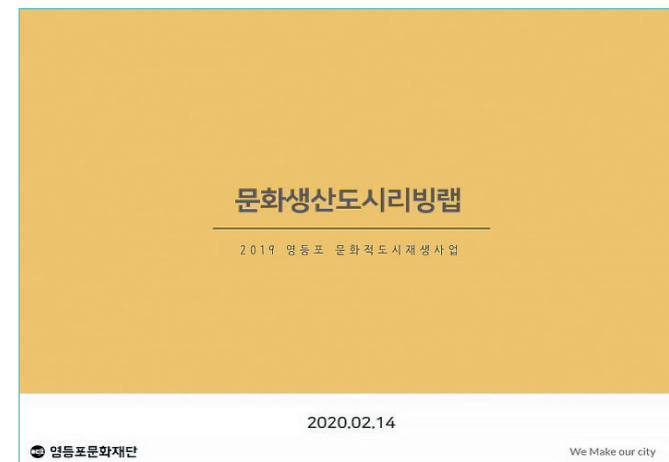 문화생산도시리빙랩
2019 영등포 문화적도시재생사업
2020.02.14
영등포문화재단
We Make our city